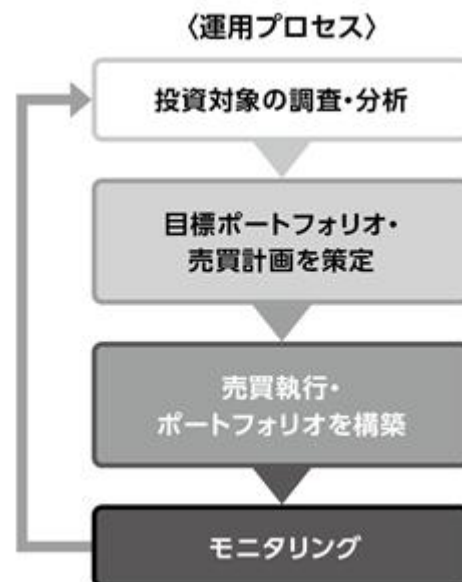 〈運用プロセス〉
投資対象の調査・分析
目標ポートフォリオ・
売買計画を策定
売買執行・
ポートフォリオを構築
モニタリング